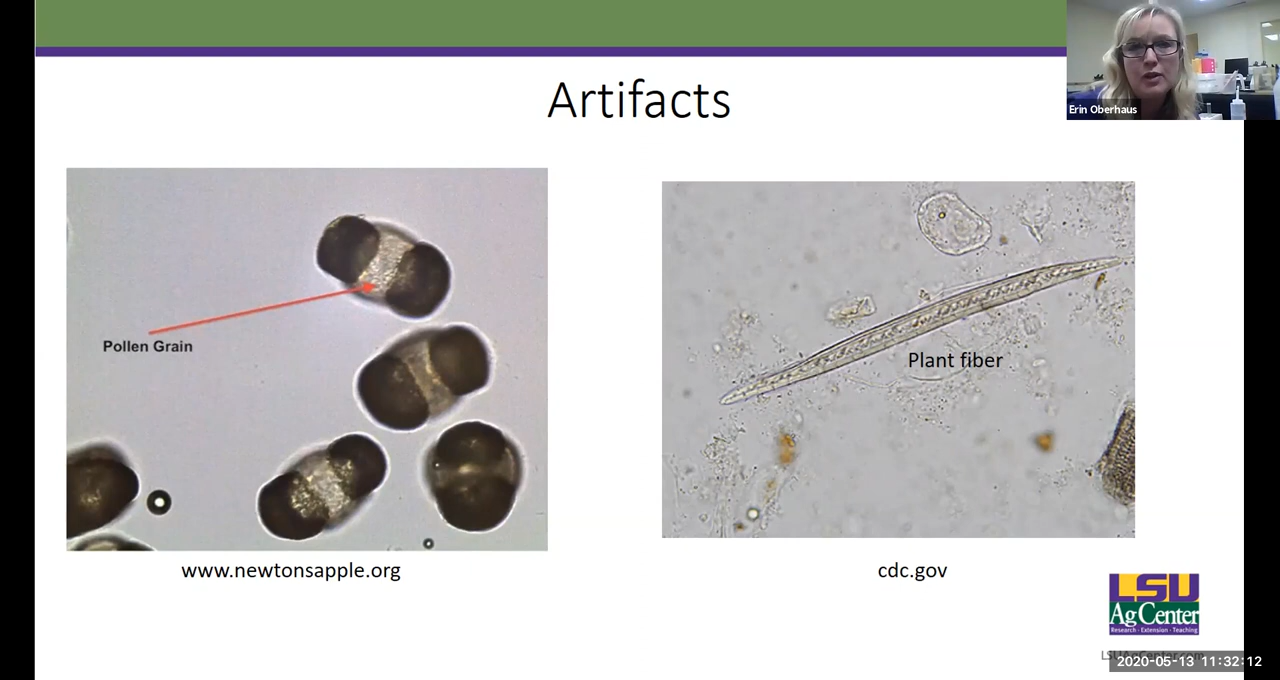 Artifacts
Erin Oberhaus
Pollen Grain
Plant fiber
www.newtonsapple.org
cdc.gov
LSU
AgCenter
Research · Extension · Teaching
2020-05-13 11:32:12